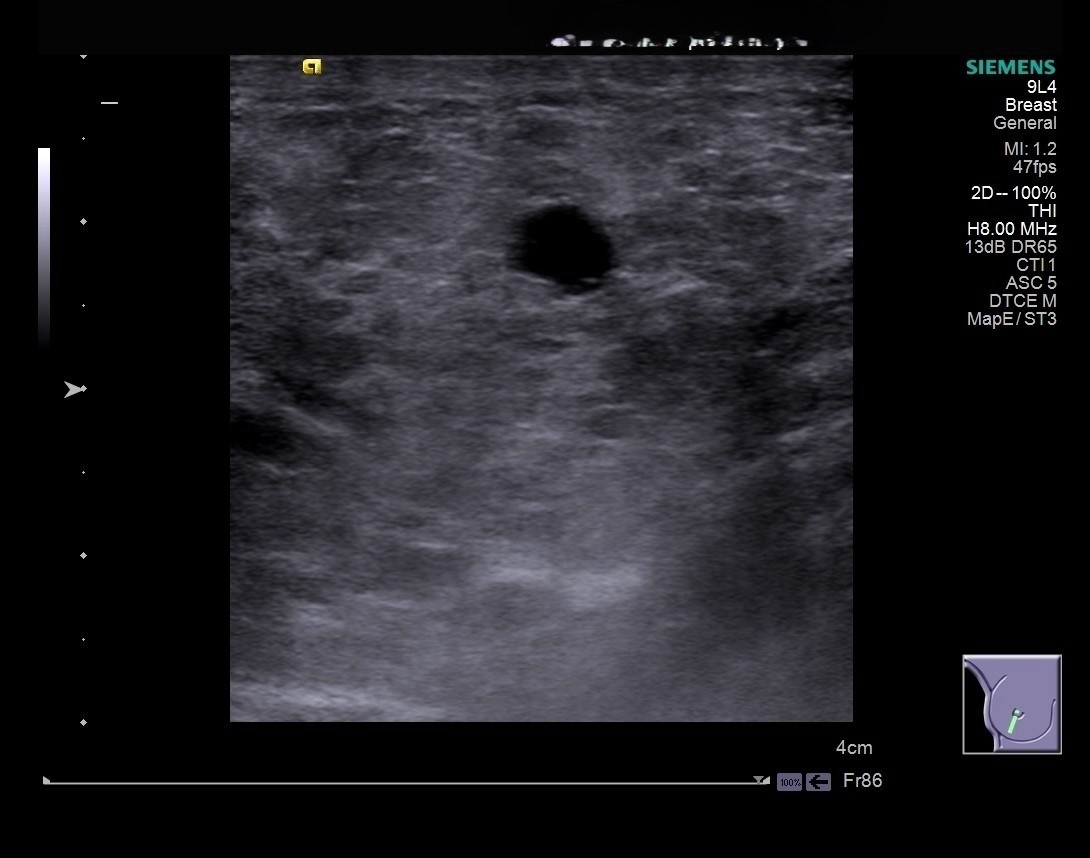 SIEMENS
9L4
Breast
General
MI: 1.2
47fps
2D--100%
THI
H8.00 MHz
13dB DR65
CTI 1
ASC 5
DTCE M
MapE/ST3
4cm
100%
Fr86